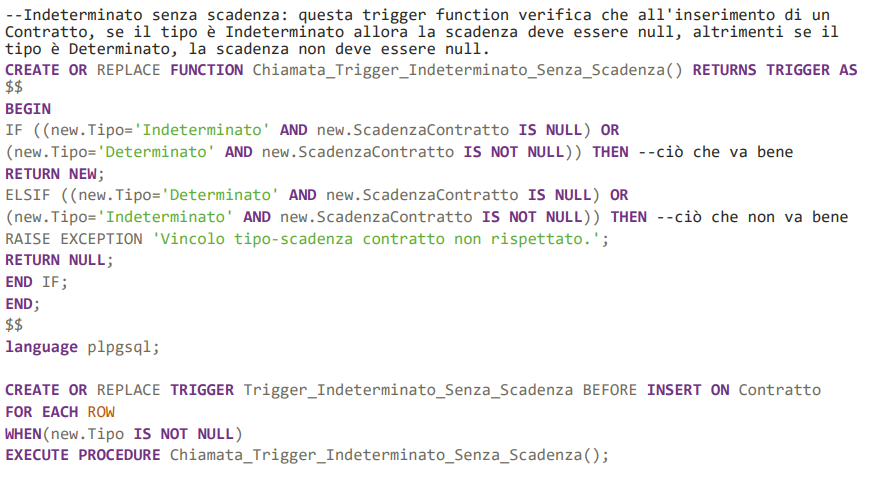 --Indeterminato senza scadenza: questa trigger function verifica che all'inserimento di un
Contratto, se il tipo è Indeterminato allora la scadenza deve essere null, altrimenti se il
tipo è Determinato, la scadenza non deve essere null.
CREATE OR REPLACE FUNCTION Chiamata_Trigger_Indeterminato_Senza_Scadenza() RETURNS TRIGGER AS
$$
BEGIN
IF ((new.Tipo='Indeterminato' AND new.ScadenzaContratto IS NULL) OR
(new.Tipo='Determinato' AND new.ScadenzaContratto IS NOT NULL)) THEN --ciò che va bene
RETURN NEW;
ELSIF ((new.Tipo='Determinato' AND new.ScadenzaContratto IS NULL) OR
(new.Tipo='Indeterminato' AND new.ScadenzaContratto IS NOT NULL)) THEN --ciò che non va bene
RAISE EXCEPTION 'Vincolo tipo-scadenza contratto non rispettato.';
RETURN NULL;
END IF;
END;
$$
language plpgsql;
CREATE OR REPLACE TRIGGER Trigger_Indeterminato_Senza_Scadenza BEFORE INSERT ON Contratto
FOR EACH ROW
WHEN(new.Tipo IS NOT NULL)
EXECUTE PROCEDURE Chiamata_Trigger_Indeterminato_Senza_Scadenza();